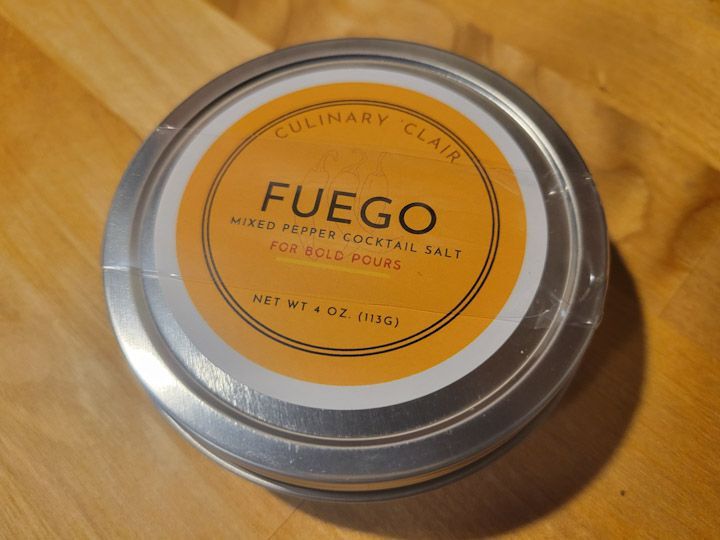 CULINARY 'CLAIR
FUEGO
MIXED PEPPER COCKTAIL SALT
FOR BOLD POURS
NET WT 4 OZ. (113G)